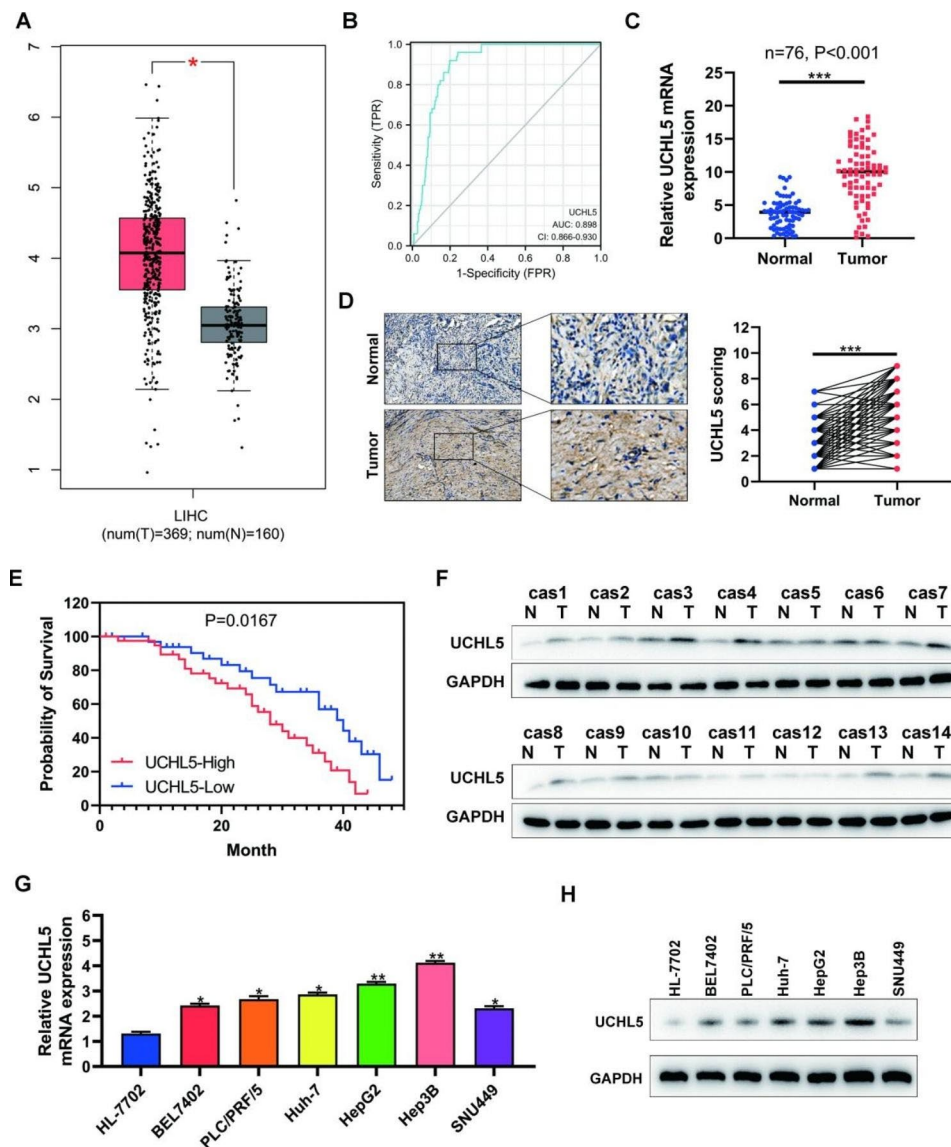 A
7
6
5
4
3
2
1
*
LIHC
(num(T)=369; num(N)=160)
B
Sensitivity (TPR)
1.0
0.8
0.6
0.4
0.2
0.0
0.0 0.2 0.4 0.6 0.8 1.0
1-Specificity (FPR)
UCHL5
AUC: 0.898
CI: 0.866-0.930
C
n=76, P<0.001
***
Relative UCHL5 mRNA
expression
25
20
15
10
5
0
Normal Tumor
D
Normal
Tumor
***
UCHL5 scoring
12
10
8
6
4
2
0
Normal Tumor
E
P=0.0167
Probability of Survival
120
100
80
60
40
20
0
UCHL5-High
UCHL5-Low
0 20 40
Month
F
cas1 cas2 cas3 cas4 cas5 cas6 cas7
N T N T N T N T N T N T N T
UCHL5
GAPDH
cas8 cas9 cas10 cas11 cas12 cas13 cas14
N T N T N T N T N T N T N T
UCHL5
GAPDH
G
Relative UCHL5
mRNA expression
6
5
4
3
2
1
0
* * * ** ** *
HL-7702 BEL7402 PLC/PRF/5 Huh-7 HepG2 Hep3B SNU449
H
HL-7702 BEL7402 PLC/PRF/5 Huh-7 HepG2 Hep3B SNU449
UCHL5
GAPDH